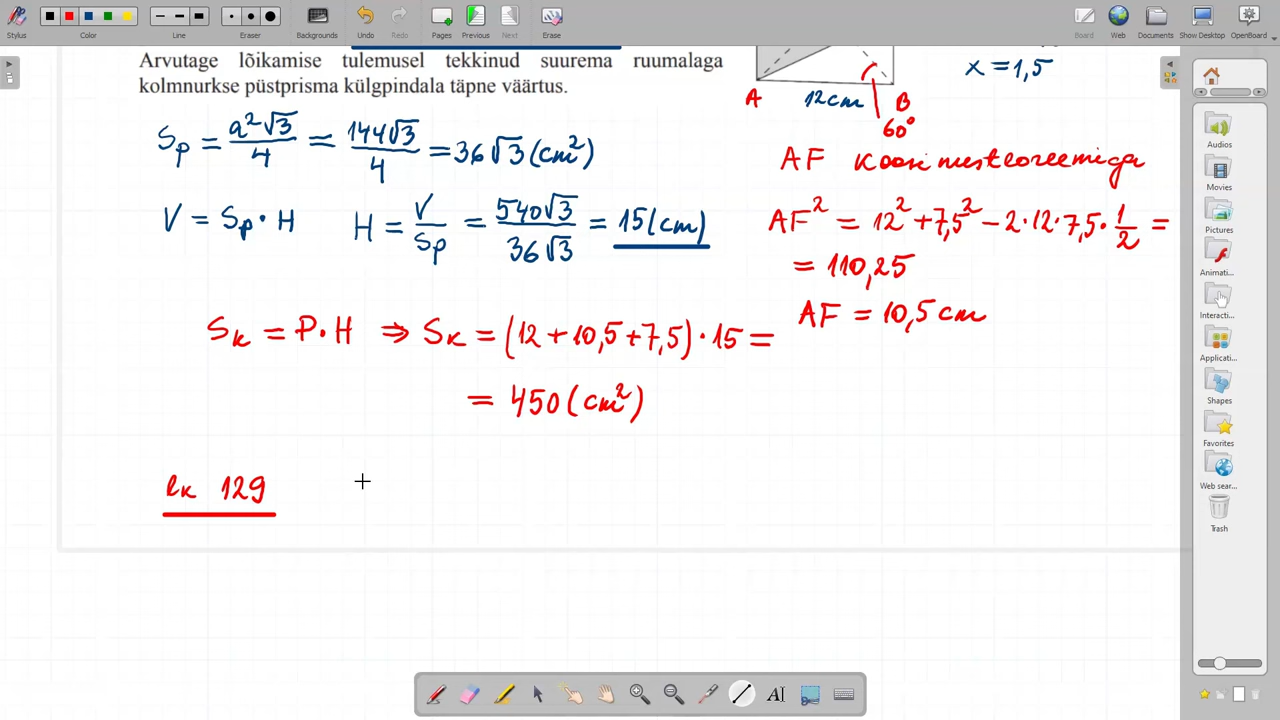 Stylus
Color
Line
Eraser
Backgrounds
Undo
Redo
Pages
Previous
Next
Erase
Board
Web
Documents
Show Desktop
OpenBoard
Arvutage lõikamise tulemusel tekkinud suurema ruumalaga
kolmnurkse püstprisma külgpindala täpne väärtus.
x = 1,5
A 12cm B
60°
Sp = a²√3/4 = 144√3/4 = 36√3 (cm²)
V = Sp · H H = V/Sp = 540√3/36√3 = 15 (cm)
AF koosinusteoreemiga
AF² = 12² + 7,5² - 2·12·7,5·1/2 =
= 110,25
AF = 10,5 cm
Sk = P·H ⇒ Sk = (12 + 10,5 + 7,5) · 15 =
= 450 (cm²)
lk 129
Audios
Movies
Pictures
Animati...
Interacti...
Applicati...
Shapes
Favorites
Web sear...
Trash